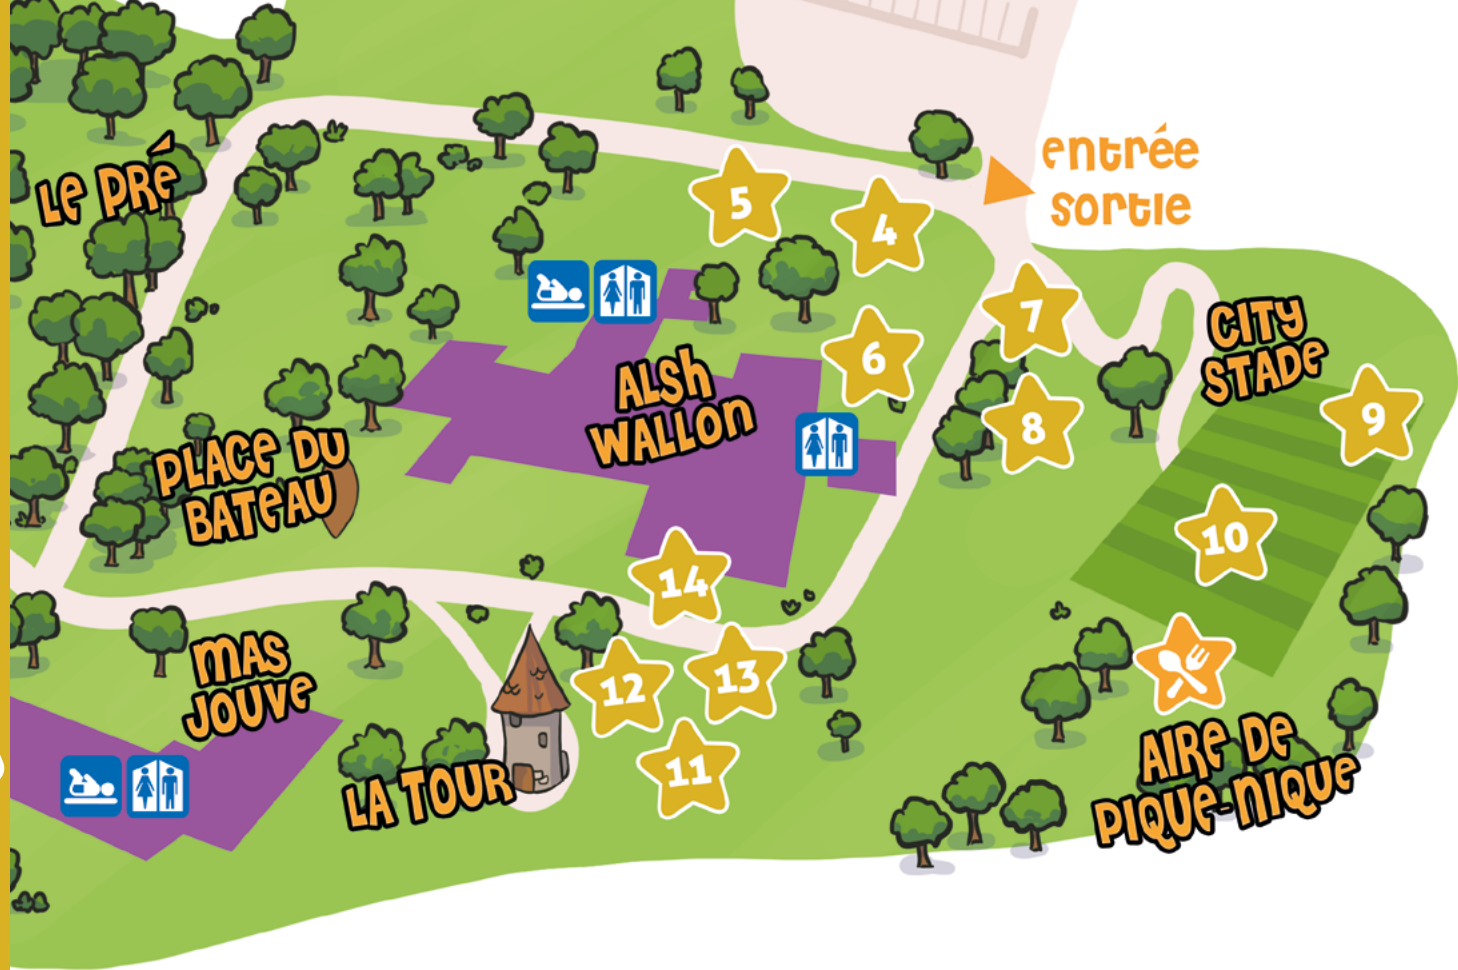 entrée
sortie
LE PRÉ
5
4
7
CITY
STADE
6
ALSh
WALLON
8
9
PLACE DU
BATEAU
10
14
MAS
JOUVE
12
13
11
LA TOUR
AIRE DE
PIQUE-NIQUE